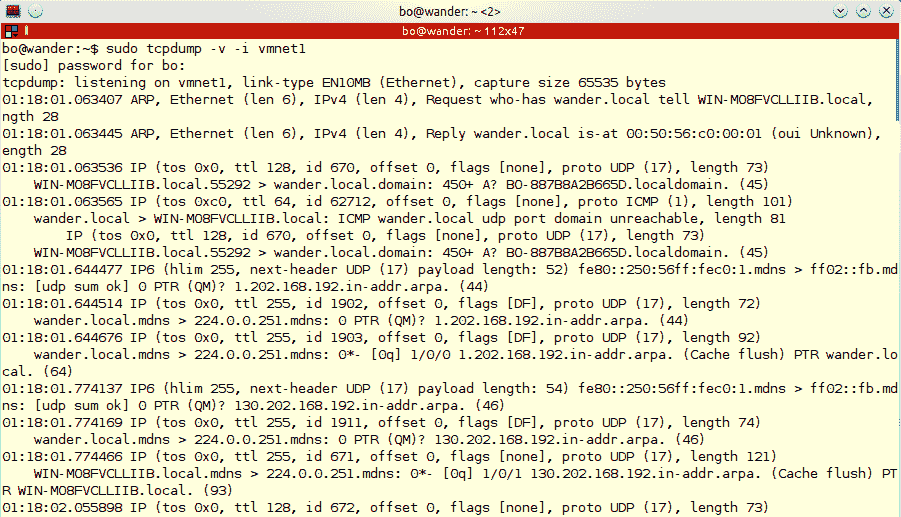 bo@wander: ~ <2>
bo@wander: ~ 112x47
bo@wander:~$ sudo tcpdump -v -i vmnet1
[sudo] password for bo:
tcpdump: listening on vmnet1, link-type EN10MB (Ethernet), capture size 65535 bytes
01:18:01.063407 ARP, Ethernet (len 6), IPv4 (len 4), Request who-has wander.local tell WIN-MO8FVCLLIIB.local,
ngth 28
01:18:01.063445 ARP, Ethernet (len 6), IPv4 (len 4), Reply wander.local is-at 00:50:56:c0:00:01 (oui Unknown),
ength 28
01:18:01.063536 IP (tos 0x0, ttl 128, id 670, offset 0, flags [none], proto UDP (17), length 73)
    WIN-MO8FVCLLIIB.local.55292 > wander.local.domain: 450+ A? BO-887B8A2B665D.localdomain. (45)
01:18:01.063565 IP (tos 0xc0, ttl 64, id 62712, offset 0, flags [none], proto ICMP (1), length 101)
    wander.local > WIN-MO8FVCLLIIB.local: ICMP wander.local udp port domain unreachable, length 81
        IP (tos 0x0, ttl 128, id 670, offset 0, flags [none], proto UDP (17), length 73)
    WIN-MO8FVCLLIIB.local.55292 > wander.local.domain: 450+ A? BO-887B8A2B665D.localdomain. (45)
01:18:01.644477 IP6 (hlim 255, next-header UDP (17) payload length: 52) fe80::250:56ff:fec0:1.mdns > ff02::fb.md
ns: [udp sum ok] 0 PTR (QM)? 1.202.168.192.in-addr.arpa. (44)
01:18:01.644514 IP (tos 0x0, ttl 255, id 1902, offset 0, flags [DF], proto UDP (17), length 72)
    wander.local.mdns > 224.0.0.251.mdns: 0 PTR (QM)? 1.202.168.192.in-addr.arpa. (44)
01:18:01.644676 IP (tos 0x0, ttl 255, id 1903, offset 0, flags [DF], proto UDP (17), length 92)
    wander.local.mdns > 224.0.0.251.mdns: 0*- [0q] 1/0/0 1.202.168.192.in-addr.arpa. (Cache flush) PTR wander.lo
cal. (64)
01:18:01.774137 IP6 (hlim 255, next-header UDP (17) payload length: 54) fe80::250:56ff:fec0:1.mdns > ff02::fb.md
ns: [udp sum ok] 0 PTR (QM)? 130.202.168.192.in-addr.arpa. (46)
01:18:01.774169 IP (tos 0x0, ttl 255, id 1911, offset 0, flags [DF], proto UDP (17), length 74)
    wander.local.mdns > 224.0.0.251.mdns: 0 PTR (QM)? 130.202.168.192.in-addr.arpa. (46)
01:18:01.774466 IP (tos 0x0, ttl 255, id 671, offset 0, flags [none], proto UDP (17), length 121)
    WIN-MO8FVCLLIIB.local.mdns > 224.0.0.251.mdns: 0*- [0q] 1/0/1 130.202.168.192.in-addr.arpa. (Cache flush) PT
R WIN-MO8FVCLLIIB.local. (93)
01:18:02.055898 IP (tos 0x0, ttl 128, id 672, offset 0, flags [none], proto UDP (17), length 73)